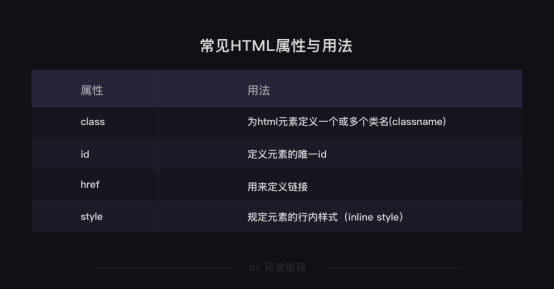 常见HTML属性与用法
属性 用法
class 为html元素定义一个或多个类名(classname)
id 定义元素的唯一id
href 用来定义链接
style 规定元素的行内样式（inline style）
by 风变编程